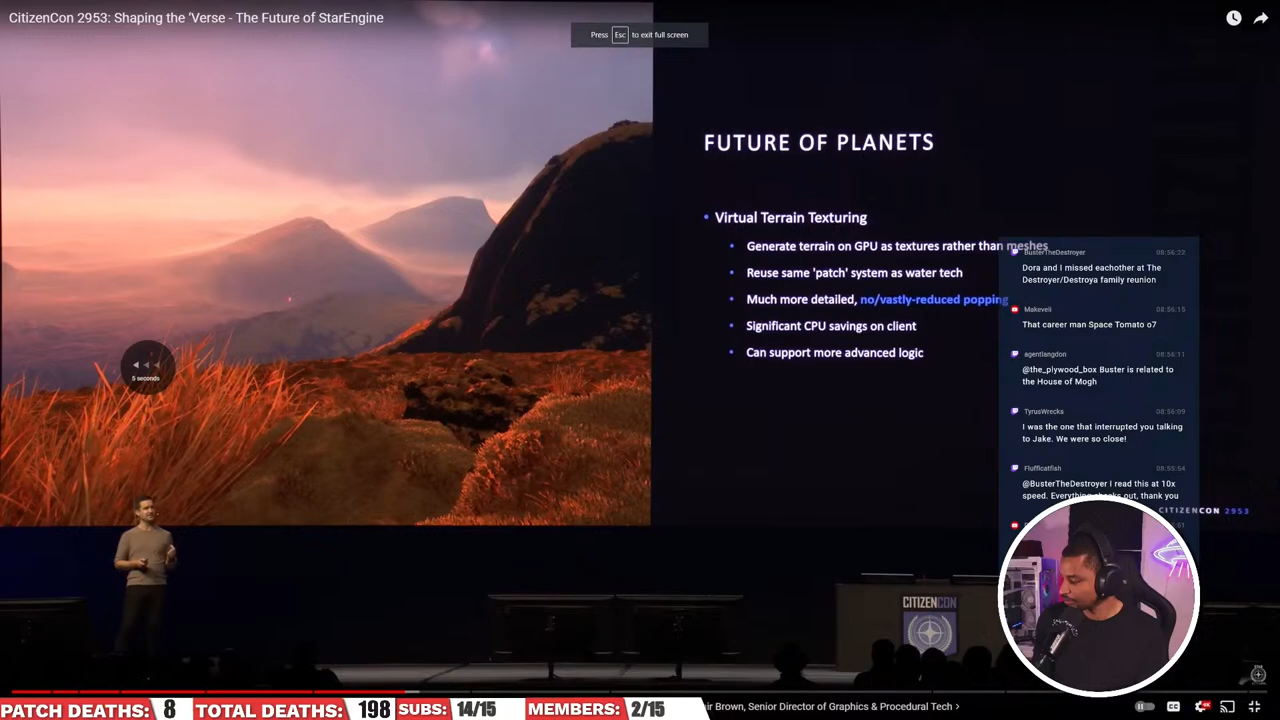 CitizenCon 2953: Shaping the 'Verse - The Future of StarEngine
Press Esc to exit full screen
FUTURE OF PLANETS
• Virtual Terrain Texturing
• Generate terrain on GPU as textures rather than meshes
• Reuse same 'patch' system as water tech
• Much more detailed, no/vastly-reduced popping
• Significant CPU savings on client
• Can support more advanced logic
5 seconds
BusterTheDestroyer 08:56:22
Dora and I missed eachother at The
Destroyer/Destroya family reunion
Makeveli 08:56:15
That career man Space Tomato o7
agentlangdon 08:56:11
@the_plywood_box Buster is related to
the House of Mogh
TyrusWrecks 08:56:09
I was the one that interrupted you talking
to Jake. We were so close!
Flufficatfish 08:55:54
@BusterTheDestroyer I read this at 10x
speed. Everything checks out, thank you
CITIZENCON 2953
CITIZENCON
PATCH DEATHS: 8
TOTAL DEATHS: 198
SUBS: 14/15
MEMBERS: 2/15
Brown, Senior Director of Graphics & Procedural Tech
CC